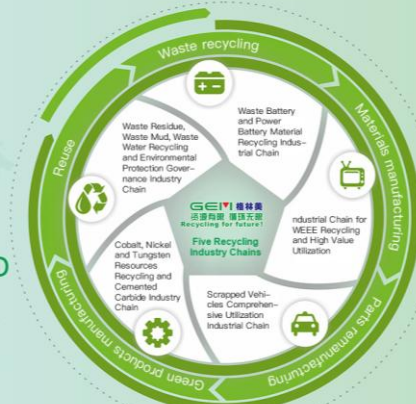 Waste recycling
Materials manufacturing
Parts remanufacturing
Green products manufacturing
Reuse
Waste Battery
and Power
Battery Material
Recycling Indus-
trial Chain
ndustrial Chain for
WEEE Recycling
and High Value
Utilization
Scrapped Vehi-
cles Comprehen-
sive Utilization
Industrial Chain
Cobalt, Nickel
and Tungsten
Resources
Recycling and
Cemented
Carbide Industry
Chain
Waste Residue,
Waste Mud, Waste
Water Recycling
and Environmental
Protection Gover-
nance Industry
Chain
GEM 格林美
资源有限 循环无限
Recycling for future!
Five Recycling
Industry Chains